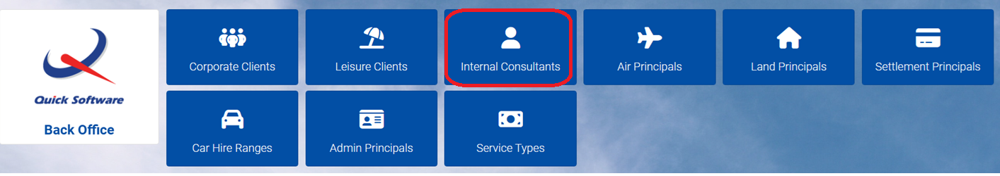 Quick Software
Back Office
Corporate Clients
Leisure Clients
Internal Consultants
Air Principals
Land Principals
Settlement Principals
Car Hire Ranges
Admin Principals
Service Types